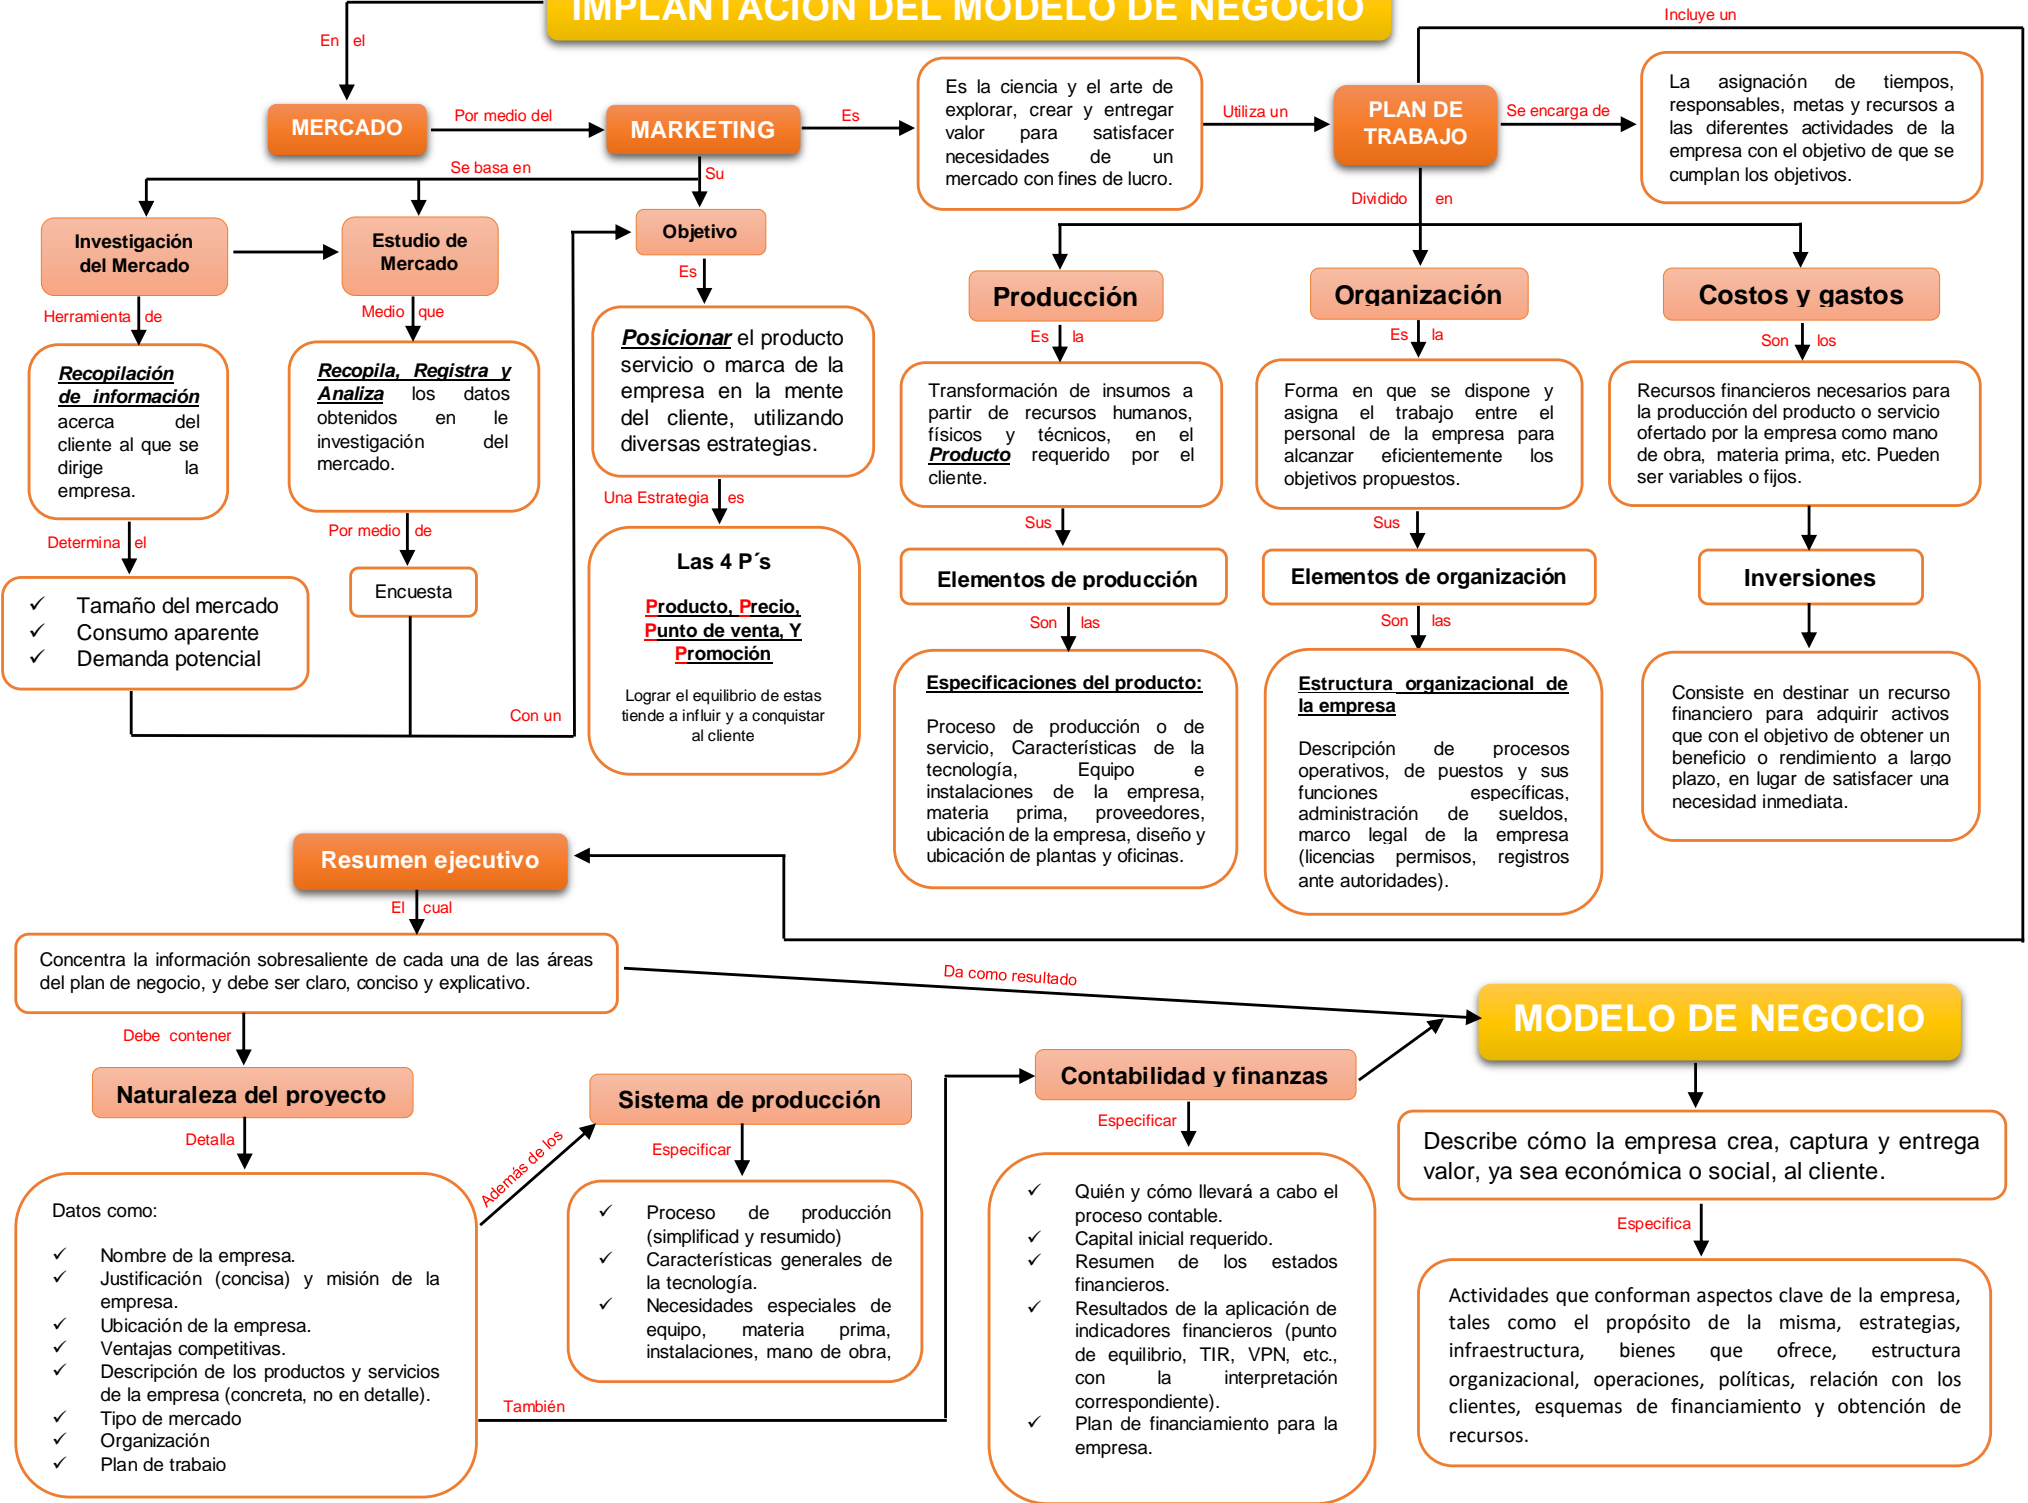 IMPLANTACIÓN DEL MODELO DE NEGOCIO
Incluye un
En el
MERCADO
Por medio del
MARKETING
Es
Es la ciencia y el arte de
explorar, crear y entregar
valor para satisfacer
necesidades de un
mercado con fines de lucro.
Utiliza un
PLAN DE
TRABAJO
Se encarga de
La asignación de tiempos,
responsables, metas y recursos a
las diferentes actividades de la
empresa con el objetivo de que se
cumplan los objetivos.
Se basa en
Su
Dividido en
Investigación
del Mercado
Estudio de
Mercado
Objetivo
Es
Herramienta de
Medio que
Recopilación
de información
acerca del
cliente al que se
dirige la
empresa.
Recopila, Registra y
Analiza los datos
obtenidos en le
investigación del
mercado.
Posicionar el producto
servicio o marca de la
empresa en la mente
del cliente, utilizando
diversas estrategias.
Determina el
Por medio de
Una Estrategia es
✓ Tamaño del mercado
✓ Consumo aparente
✓ Demanda potencial
Encuesta
Con un
Las 4 P´s
Producto, Precio,
Punto de venta, Y
Promoción
Lograr el equilibrio de estas
tiende a influir y a conquistar
al cliente
Producción
Es la
Transformación de insumos a
partir de recursos humanos,
físicos y técnicos, en el
Producto requerido por el
cliente.
Sus
Elementos de producción
Son las
Especificaciones del producto:
Proceso de producción o de
servicio, Características de la
tecnología, Equipo e
instalaciones de la empresa,
materia prima, proveedores,
ubicación de la empresa, diseño y
ubicación de plantas y oficinas.
Organización
Es la
Forma en que se dispone y
asigna el trabajo entre el
personal de la empresa para
alcanzar eficientemente los
objetivos propuestos.
Sus
Elementos de organización
Son las
Estructura organizacional de
la empresa
Descripción de procesos
operativos, de puestos y sus
funciones específicas,
administración de sueldos,
marco legal de la empresa
(licencias permisos, registros
ante autoridades).
Costos y gastos
Son los
Recursos financieros necesarios para
la producción del producto o servicio
ofertado por la empresa como mano
de obra, materia prima, etc. Pueden
ser variables o fijos.
Inversiones
Consiste en destinar un recurso
financiero para adquirir activos
que con el objetivo de obtener un
beneficio o rendimiento a largo
plazo, en lugar de satisfacer una
necesidad inmediata.
Resumen ejecutivo
El cual
Concentra la información sobresaliente de cada una de las áreas
del plan de negocio, y debe ser claro, conciso y explicativo.
Da como resultado
Debe contener
Naturaleza del proyecto
Detalla
Datos como:
✓ Nombre de la empresa.
✓ Justificación (concisa) y misión de la
empresa.
✓ Ubicación de la empresa.
✓ Ventajas competitivas.
✓ Descripción de los productos y servicios
de la empresa (concreta, no en detalle).
✓ Tipo de mercado
✓ Organización
✓ Plan de trabajo
Además de los
También
Sistema de producción
Especificar
✓ Proceso de producción
(simplificad y resumido)
✓ Características generales de
la tecnología.
✓ Necesidades especiales de
equipo, materia prima,
instalaciones, mano de obra,
Contabilidad y finanzas
Especificar
✓ Quién y cómo llevará a cabo el
proceso contable.
✓ Capital inicial requerido.
✓ Resumen de los estados
financieros.
✓ Resultados de la aplicación de
indicadores financieros (punto
de equilibrio, TIR, VPN, etc.,
con la interpretación
correspondiente).
✓ Plan de financiamiento para la
empresa.
MODELO DE NEGOCIO
Describe cómo la empresa crea, captura y entrega
valor, ya sea económica o social, al cliente.
Especifica
Actividades que conforman aspectos clave de la empresa,
tales como el propósito de la misma, estrategias,
infraestructura, bienes que ofrece, estructura
organizacional, operaciones, políticas, relación con los
clientes, esquemas de financiamiento y obtención de
recursos.